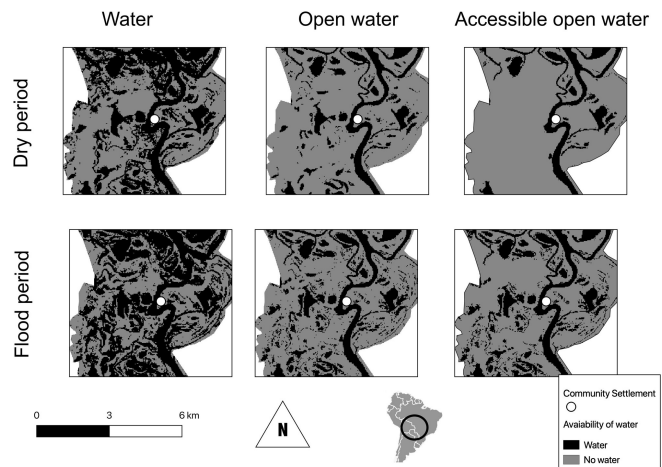 Water
Open water
Accessible open water
Dry period
Flood period
0 3 6 km
N
Community Settlement
Avaiability of water
Water
No water